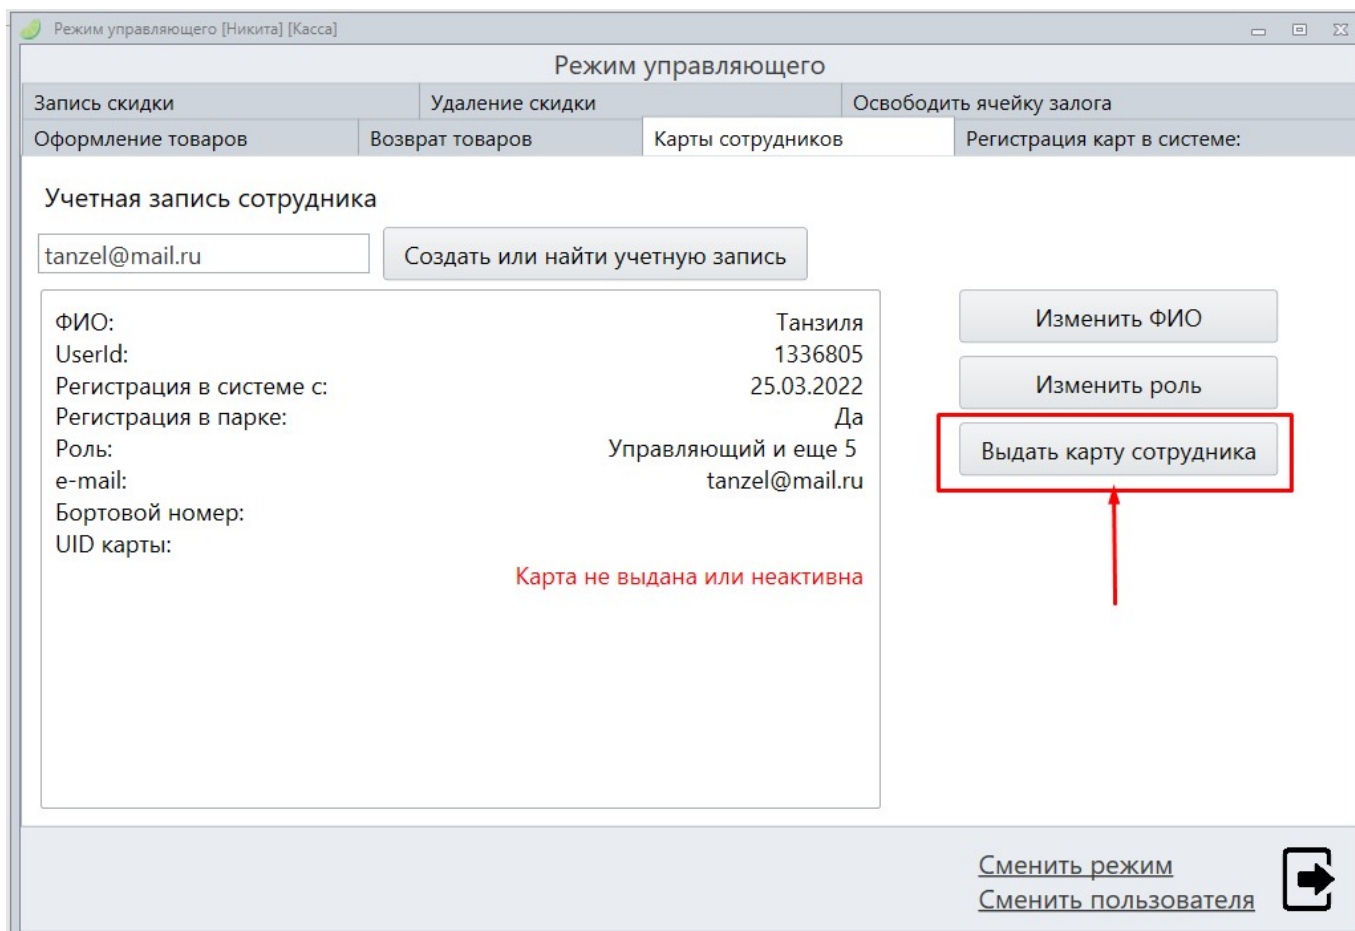 Режим управляющего [Никита] [Касса]
Режим управляющего
Запись скидки Удаление скидки Освободить ячейку залога
Оформление товаров Возврат товаров Карты сотрудников Регистрация карт в системе:
Учетная запись сотрудника
tanzel@mail.ru Создать или найти учетную запись
ФИО: Танзиля
UserId: 1336805
Регистрация в системе с: 25.03.2022
Регистрация в парке: Да
Роль: Управляющий и еще 5
e-mail: tanzel@mail.ru
Бортовой номер:
UID карты:
Карта не выдана или неактивна
Изменить ФИО
Изменить роль
Выдать карту сотрудника
Сменить режим
Сменить пользователя